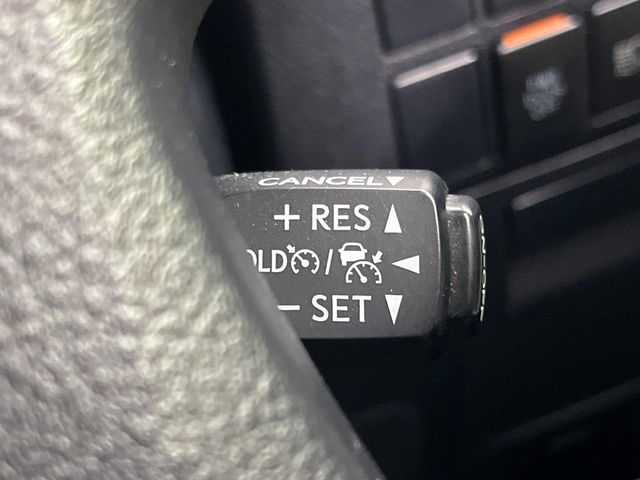 CANCEL▼
+ RES ▲
OLD / ◀
− SET ▼